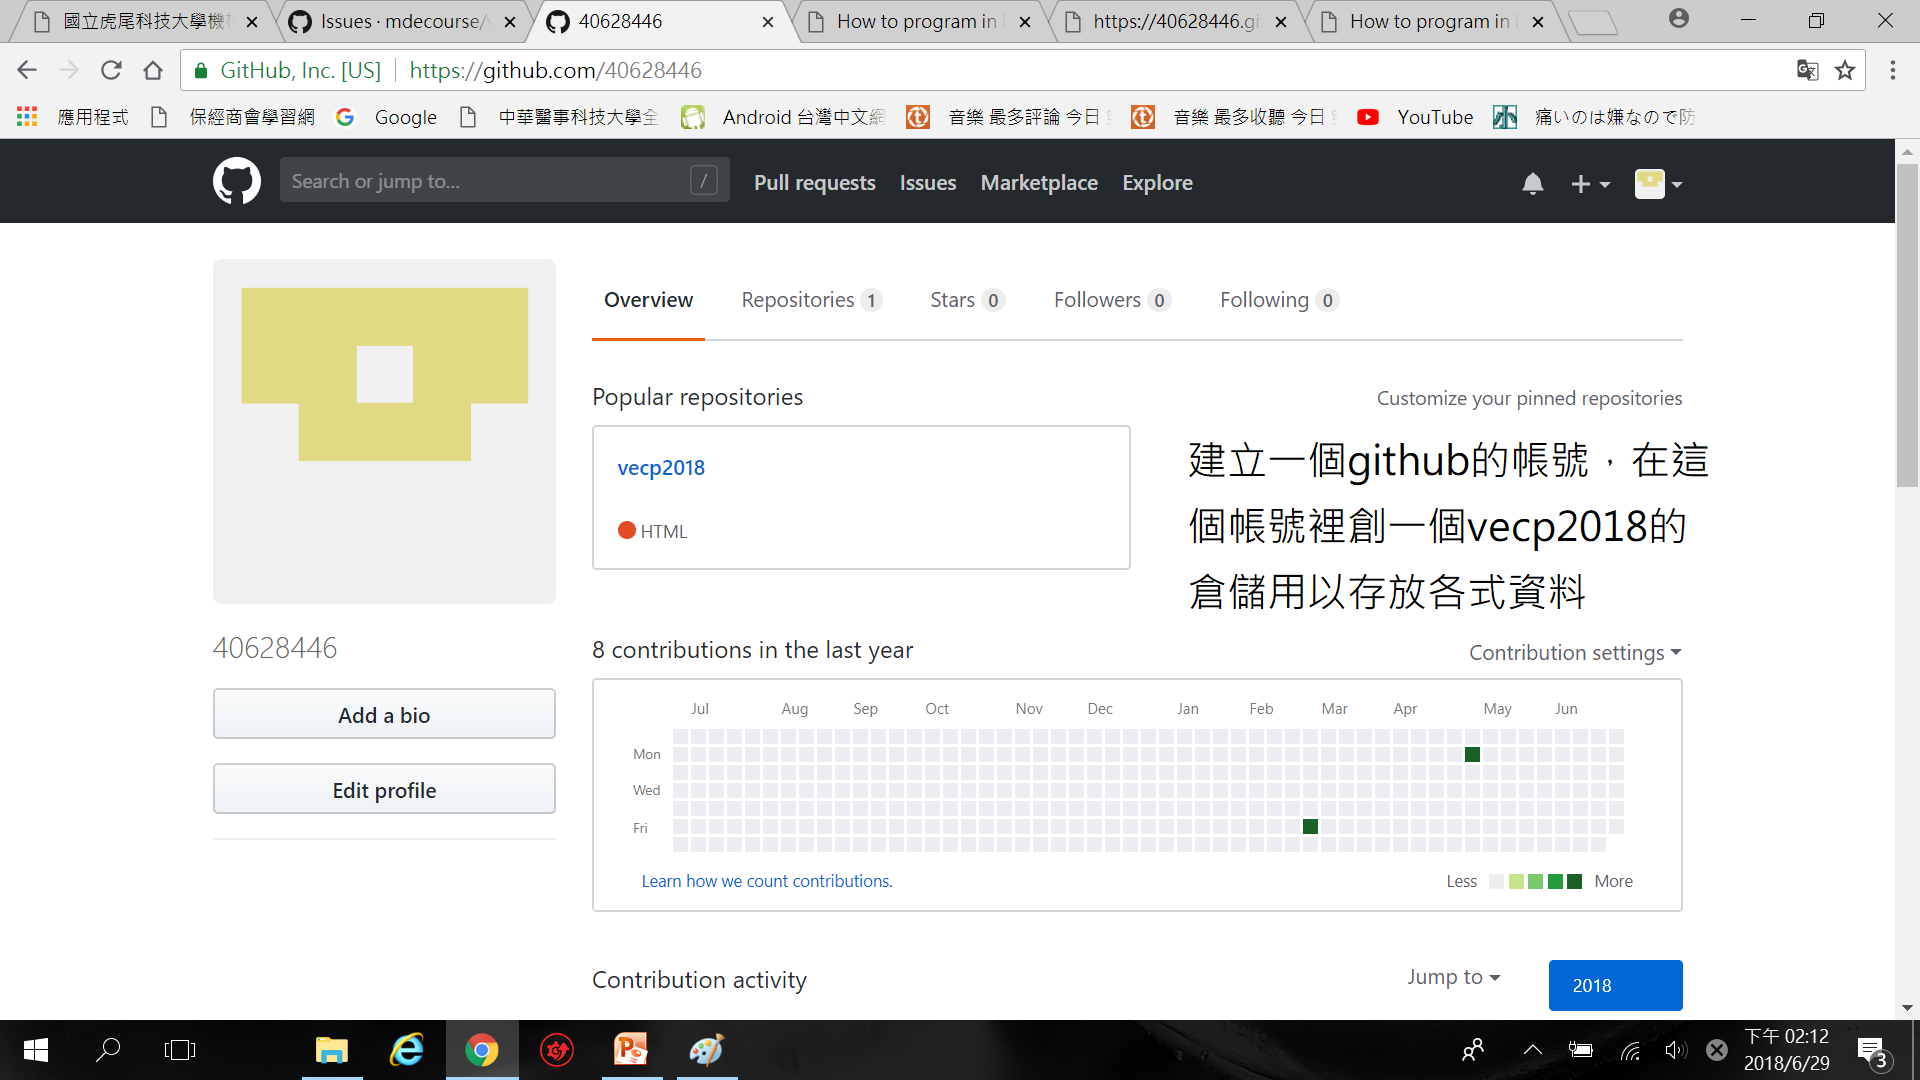 國立虎尾科技大學機
Issues · mdecourse/
40628446
How to program in
https://40628446.gi
How to program in
GitHub, Inc. [US]
https://github.com/40628446
應用程式
保經商會學習網
Google
中華醫事科技大學全
Android 台灣中文網
音樂 最多評論 今日
音樂 最多收聽 今日
YouTube
痛いのは嫌なので防
Search or jump to...
/
Pull requests
Issues
Marketplace
Explore
Overview
Repositories 1
Stars 0
Followers 0
Following 0
Popular repositories
Customize your pinned repositories
vecp2018
HTML
建立一個github的帳號，在這
個帳號裡創一個vecp2018的
倉儲用以存放各式資料
40628446
Add a bio
Edit profile
8 contributions in the last year
Contribution settings
Jul Aug Sep Oct Nov Dec Jan Feb Mar Apr May Jun
Mon
Wed
Fri
Learn how we count contributions.
Less
More
Contribution activity
Jump to
2018
下午 02:12
2018/6/29
3